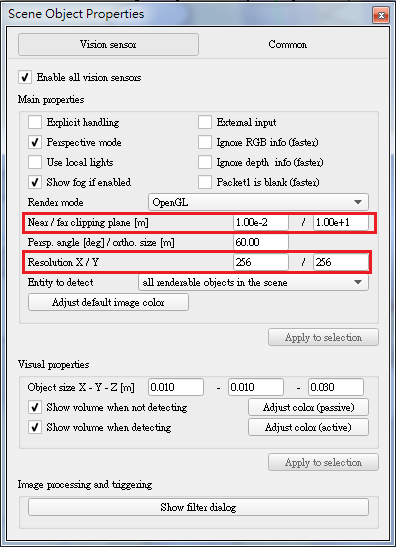 Scene Object Properties
Vision sensor Common
Enable all vision sensors
Main properties
Explicit handling External input
Perspective mode Ignore RGB info (faster)
Use local lights Ignore depth info (faster)
Show fog if enabled Packet1 is blank (faster)
Render mode OpenGL
Near / far clipping plane [m] 1.00e-2 / 1.00e+1
Persp. angle [deg] / ortho. size [m] 60.00
Resolution X / Y 256 / 256
Entity to detect all renderable objects in the scene
Adjust default image color
Apply to selection
Visual properties
Object size X - Y - Z [m] 0.010 - 0.010 - 0.030
Show volume when not detecting Adjust color (passive)
Show volume when detecting Adjust color (active)
Apply to selection
Image processing and triggering
Show filter dialog